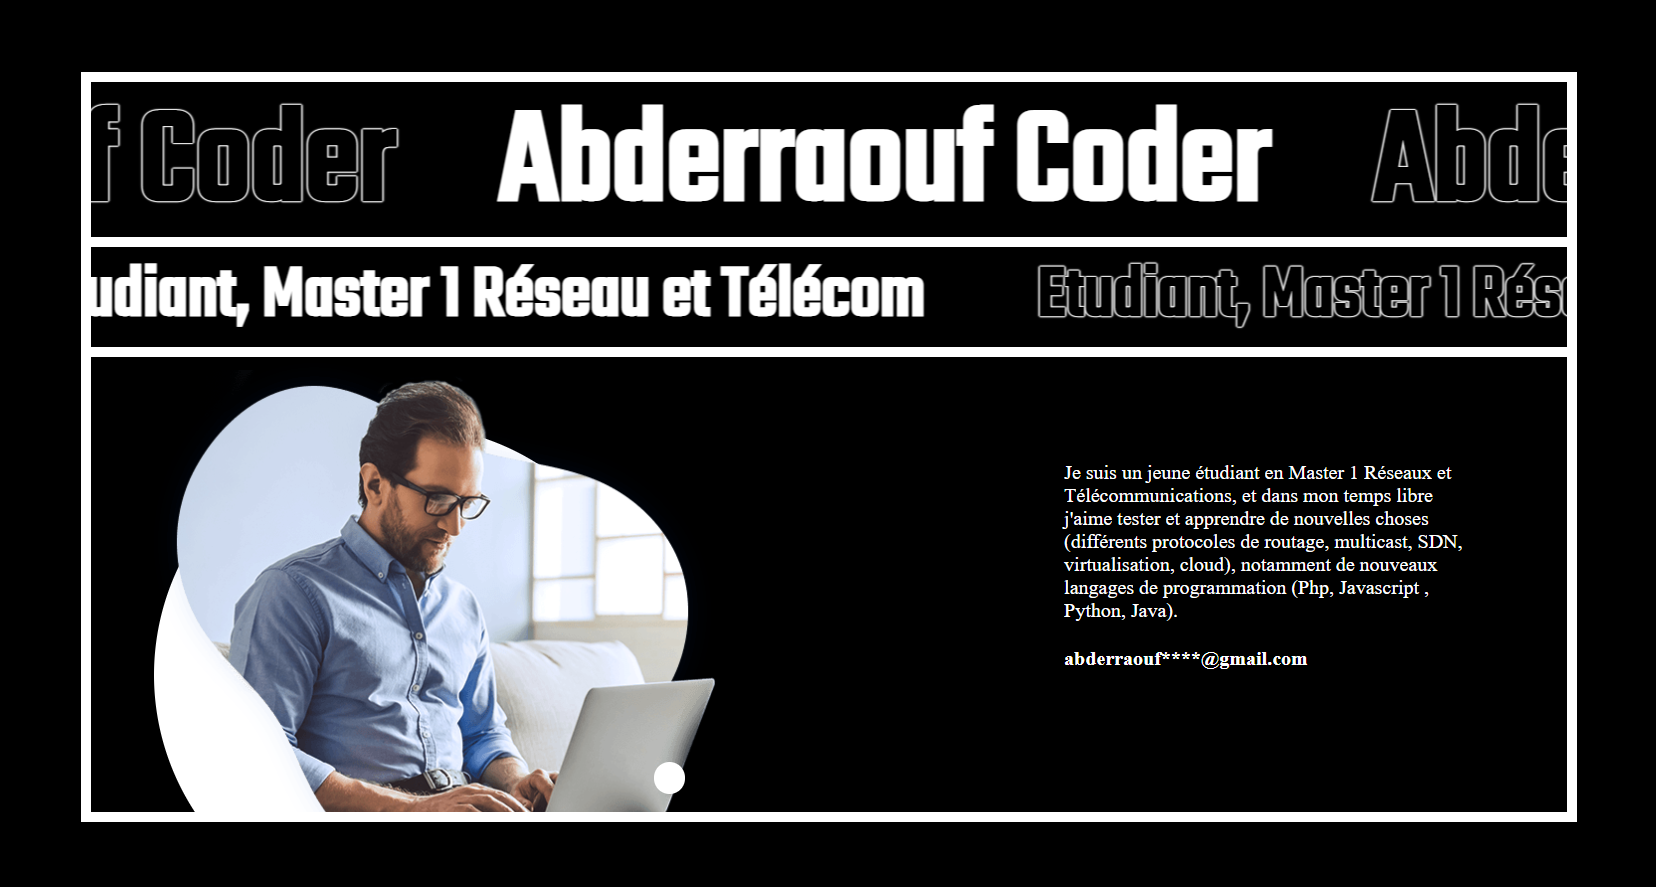 f Coder Abderraouf Coder Abde
udiant, Master 1 Réseau et Télécom Etudiant, Master 1 Rés
Je suis un jeune étudiant en Master 1 Réseaux et
Télécommunications, et dans mon temps libre
j'aime tester et apprendre de nouvelles choses
(différents protocoles de routage, multicast, SDN,
virtualisation, cloud), notamment de nouveaux
langages de programmation (Php, Javascript ,
Python, Java).
abderraouf****@gmail.com